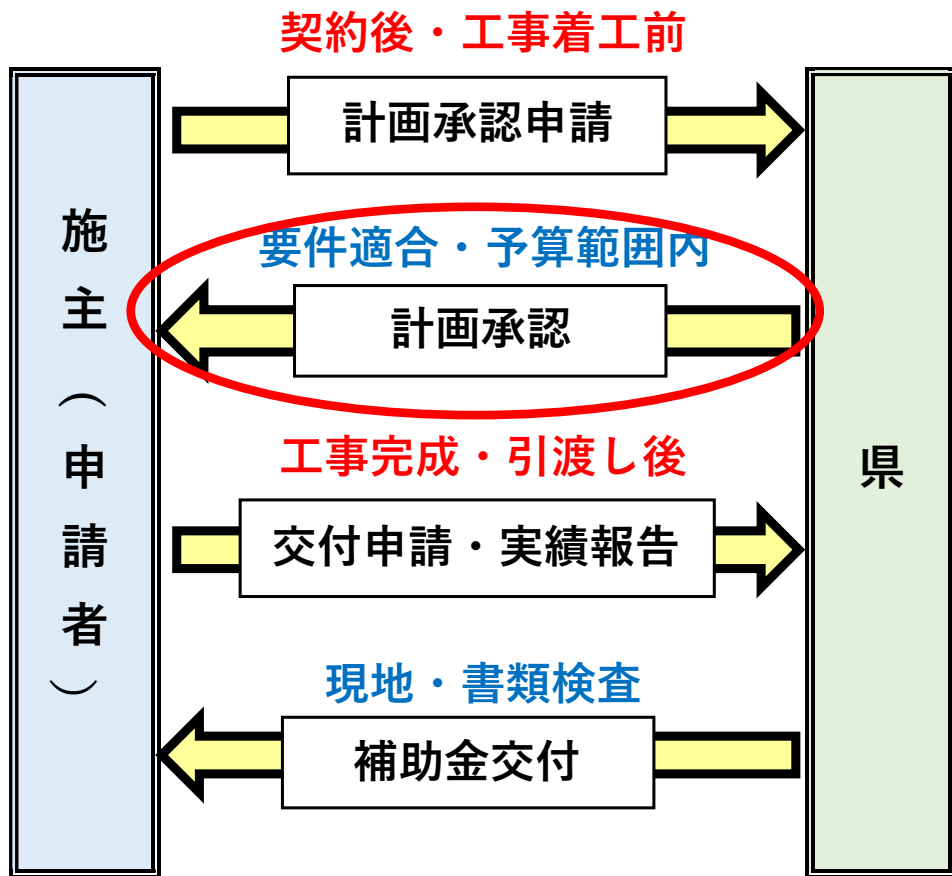 契約後・工事着工前
計画承認申請
要件適合・予算範囲内
計画承認
工事完成・引渡し後
交付申請・実績報告
現地・書類検査
補助金交付
施主（申請者）
県